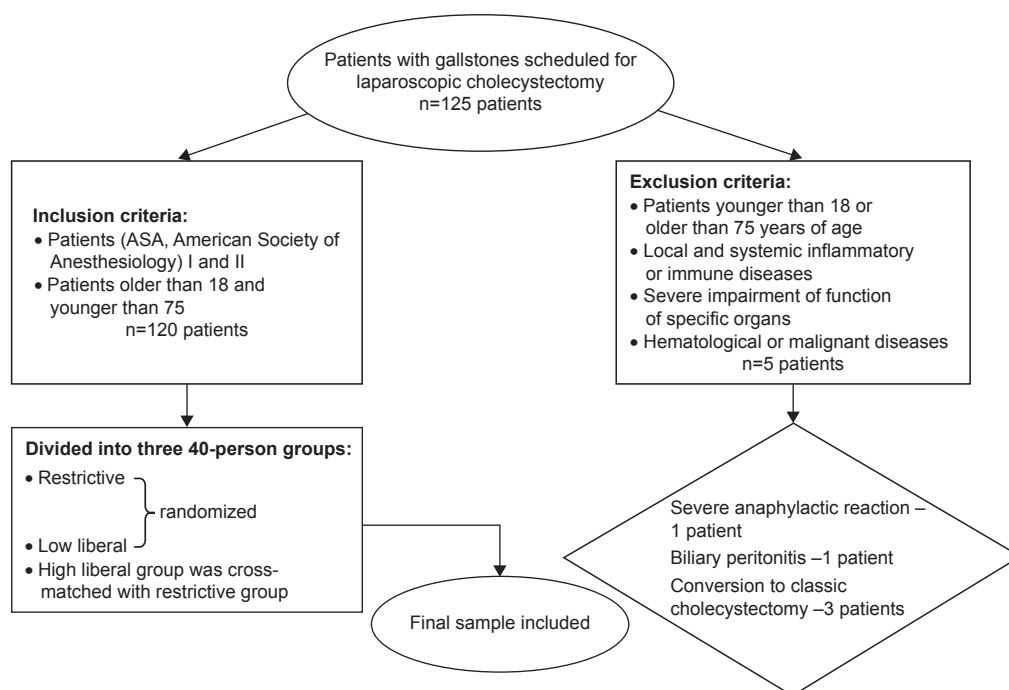 Patients with gallstones scheduled for
laparoscopic cholecystectomy
n=125 patients
Inclusion criteria:
• Patients (ASA, American Society of
Anesthesiology) I and II
• Patients older than 18 and
younger than 75
n=120 patients
Exclusion criteria:
• Patients younger than 18 or
older than 75 years of age
• Local and systemic inflammatory
or immune diseases
• Severe impairment of function
of specific organs
• Hematological or malignant diseases
n=5 patients
Divided into three 40-person groups:
• Restrictive
randomized
• Low liberal
• High liberal group was cross-
matched with restrictive group
Final sample included
Severe anaphylactic reaction –
1 patient
Biliary peritonitis –1 patient
Conversion to classic
cholecystectomy –3 patients